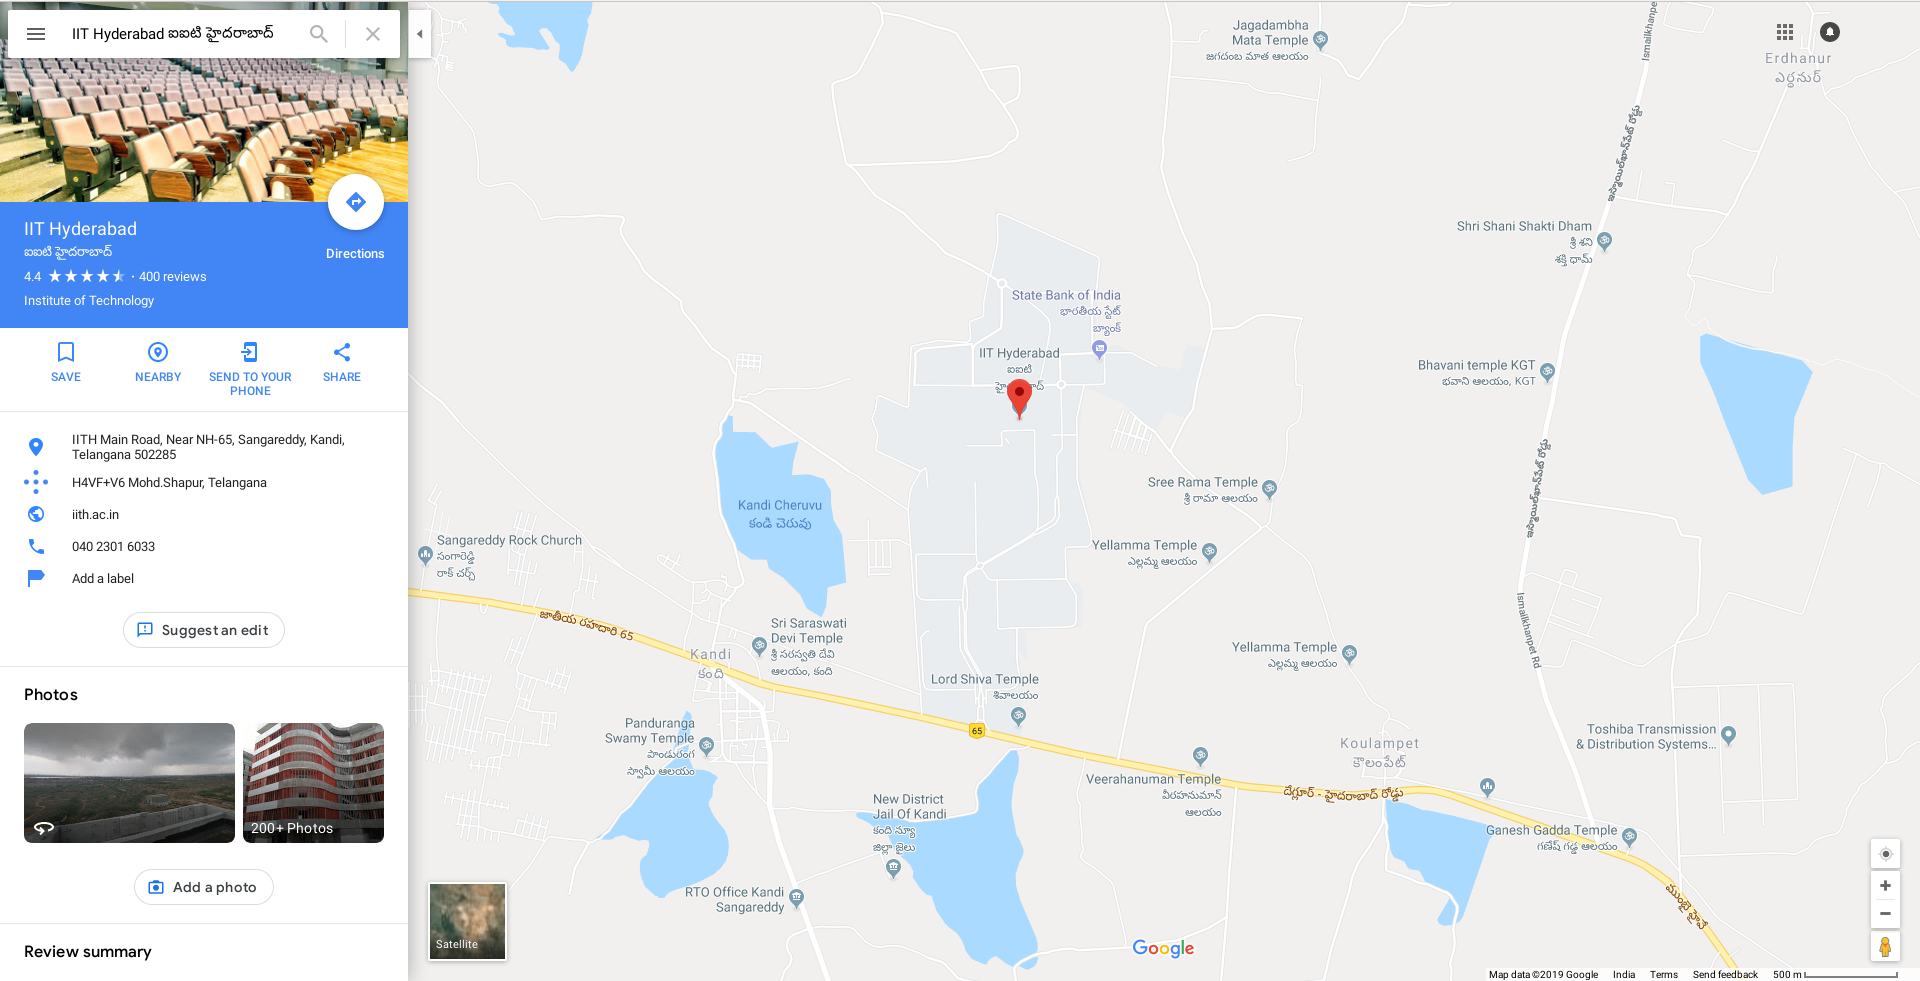 IIT Hyderabad ఐఐటి హైదరాబాద్
IIT Hyderabad
ఐఐటి హైదరాబాద్
Directions
4.4 ★★★★★ · 400 reviews
Institute of Technology
SAVE
NEARBY
SEND TO YOUR
PHONE
SHARE
IITH Main Road, Near NH-65, Sangareddy, Kandi,
Telangana 502285
H4VF+V6 Mohd.Shapur, Telangana
iith.ac.in
040 2301 6033
Add a label
Suggest an edit
Photos
200+ Photos
Add a photo
Review summary
Jagadambha
Mata Temple
జగదంబ మాత ఆలయం
Ismailkhanpe
Erdhanur
ఎర్ధనుర్
ఇస్మాయిల్‌ఖాన్‌పేట్ రోడ్డు
Shri Shani Shakti Dham
శ్రీ శని
శక్తి ధామ్
State Bank of India
భారతీయ స్టేట్
బ్యాంక్
IIT Hyderabad
ఐఐటి
Bhavani temple KGT
భవాని ఆలయం, KGT
Kandi Cheruvu
కండి చెరువు
Sree Rama Temple
శ్రీ రామా ఆలయం
ఇస్మాయిల్‌ఖాన్‌పేట్ రోడ్డు
Sangareddy Rock Church
సంగారెడ్డి
రాక్ చర్చ్
Yellamma Temple
ఎల్లమ్మ ఆలయం
జాతీయ రహదారి 65
Sri Saraswati
Devi Temple
శ్రీ సరస్వతి దేవి
ఆలయం, కంది
Kandi
కంది
Ismailkhanpet Rd
Yellamma Temple
ఎల్లమ్మ ఆలయం
Lord Shiva Temple
శివాలయం
65
Panduranga
Swamy Temple
పాండురంగ
స్వామీ ఆలయం
Toshiba Transmission
& Distribution Systems...
Koulampet
కౌలంపేట్
Veerahanuman Temple
వీరహనుమాన్
ఆలయం
దేగ్లూర్ - హైదరాబాద్ రోడ్డు
New District
Jail Of Kandi
కంది న్యూ
జిల్లా జైలు
Ganesh Gadda Temple
గణేష్ గడ్డ ఆలయం
RTO Office Kandi
Sangareddy
ముంబై హైవే
Satellite
Google
Map data ©2019 Google India Terms Send feedback 500 m